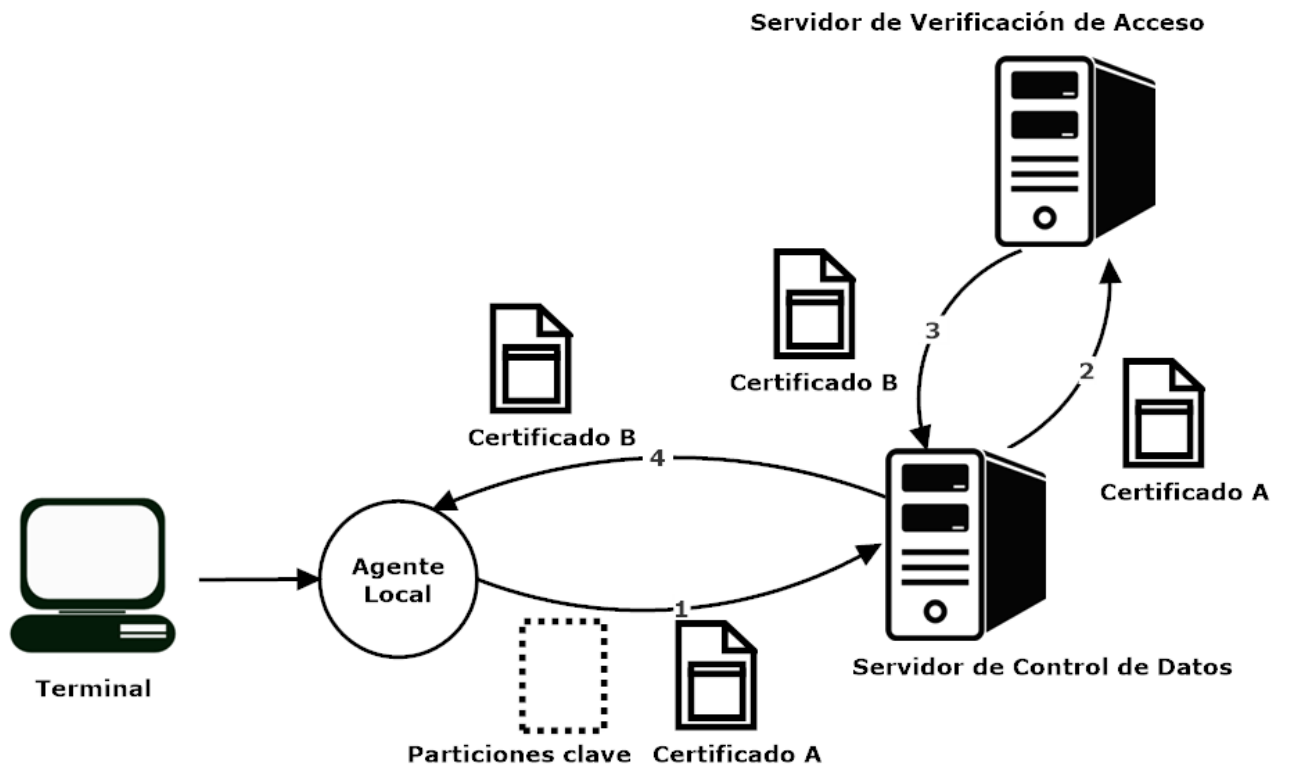 Servidor de Verificación de Acceso
3
Certificado B
2
Certificado B
4
Certificado A
Agente
Local
1
Servidor de Control de Datos
Terminal
Particiones clave
Certificado A